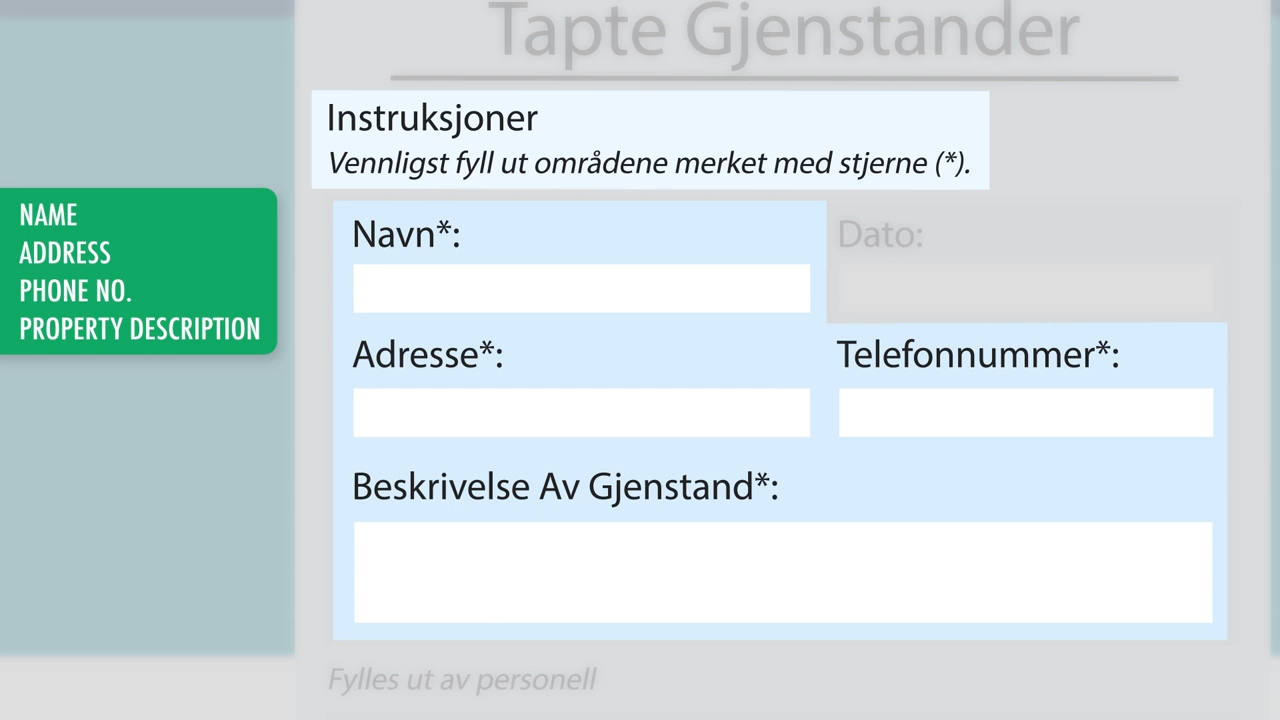 Tapte Gjenstander
Instruksjoner
Vennligst fyll ut områdene merket med stjerne (*).
NAME
ADDRESS
PHONE NO.
PROPERTY DESCRIPTION
Navn*:
Dato:
Adresse*:
Telefonnummer*:
Beskrivelse Av Gjenstand*:
Fylles ut av personell